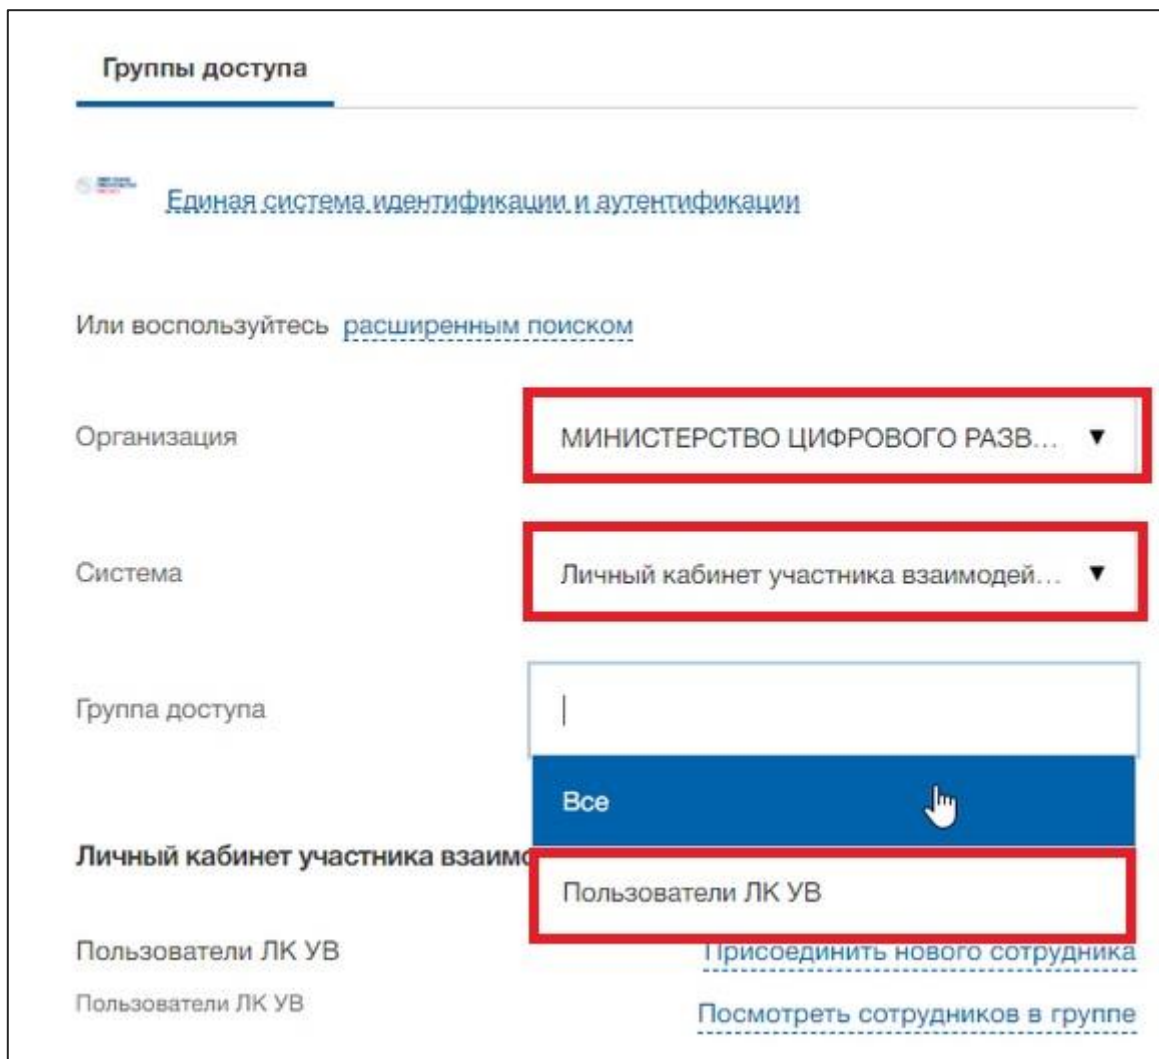 Группы доступа
Единая система идентификации и аутентификации
Или воспользуйтесь расширенным поиском
Организация МИНИСТЕРСТВО ЦИФРОВОГО РАЗВ... ▼
Система Личный кабинет участника взаимодей... ▼
Группа доступа
Все
Личный кабинет участника взаимо
Пользователи ЛК УВ
Пользователи ЛК УВ Присоединить нового сотрудника
Пользователи ЛК УВ Посмотреть сотрудников в группе